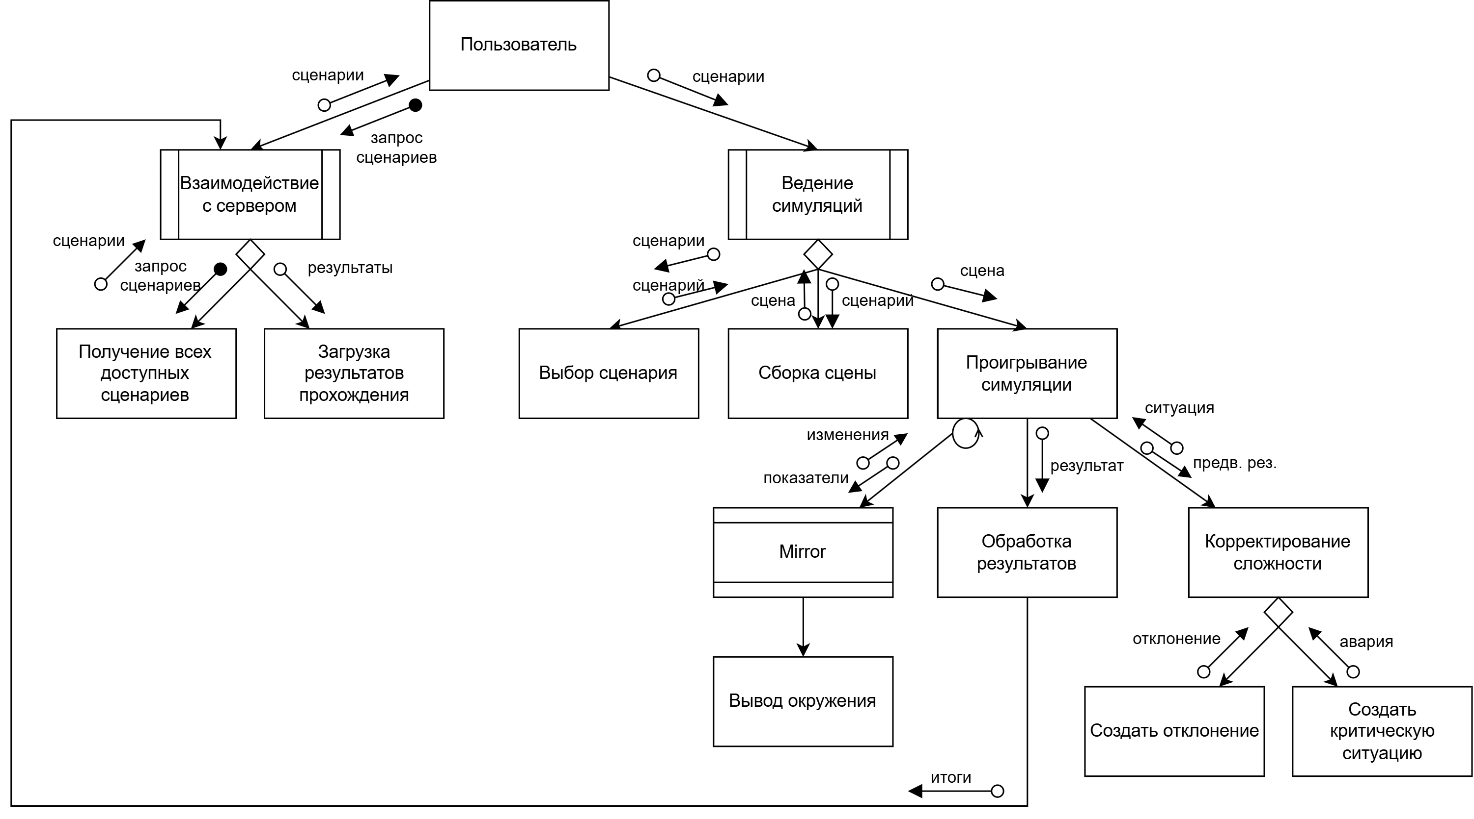 Пользователь
сценарии
сценарии
запрос
сценариев
Взаимодействие
с сервером
Ведение
симуляций
сценарии
запрос
сценариев
результаты
сценарии
сценарий
сцена
сценарий
сцена
Получение всех
доступных
сценариев
Загрузка
результатов
прохождения
Выбор сценария
Сборка сцены
Проигрывание
симуляции
изменения
показатели
результат
ситуация
предв. рез.
Mirror
Обработка
результатов
Корректирование
сложности
отклонение
авария
Вывод окружения
Создать отклонение
Создать
критическую
ситуацию
итоги